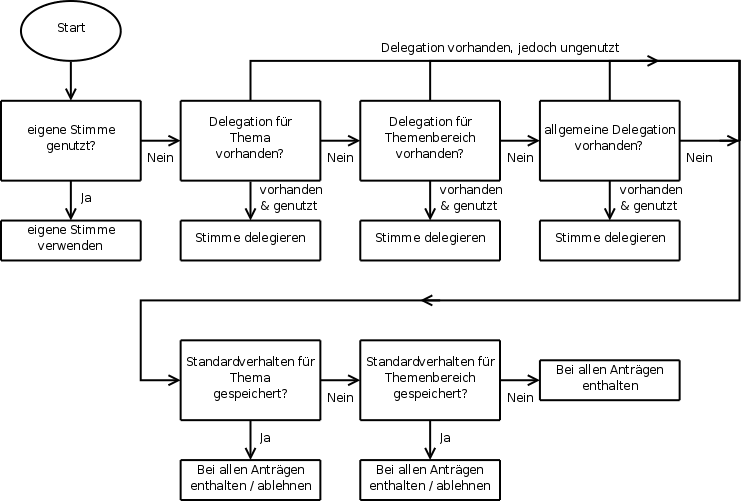 Start
Delegation vorhanden, jedoch ungenutzt
eigene Stimme
genutzt?
Nein
Delegation für
Thema
vorhanden?
Nein
Delegation für
Themenbereich
vorhanden?
Nein
allgemeine Delegation
vorhanden?
Nein
Ja
vorhanden
& genutzt
vorhanden
& genutzt
vorhanden
& genutzt
eigene Stimme
verwenden
Stimme delegieren
Stimme delegieren
Stimme delegieren
Standardverhalten für
Thema
gespeichert?
Nein
Standardverhalten für
Themenbereich
gespeichert?
Nein
Bei allen Anträgen
enthalten
Ja
Ja
Bei allen Anträgen
enthalten / ablehnen
Bei allen Anträgen
enthalten / ablehnen